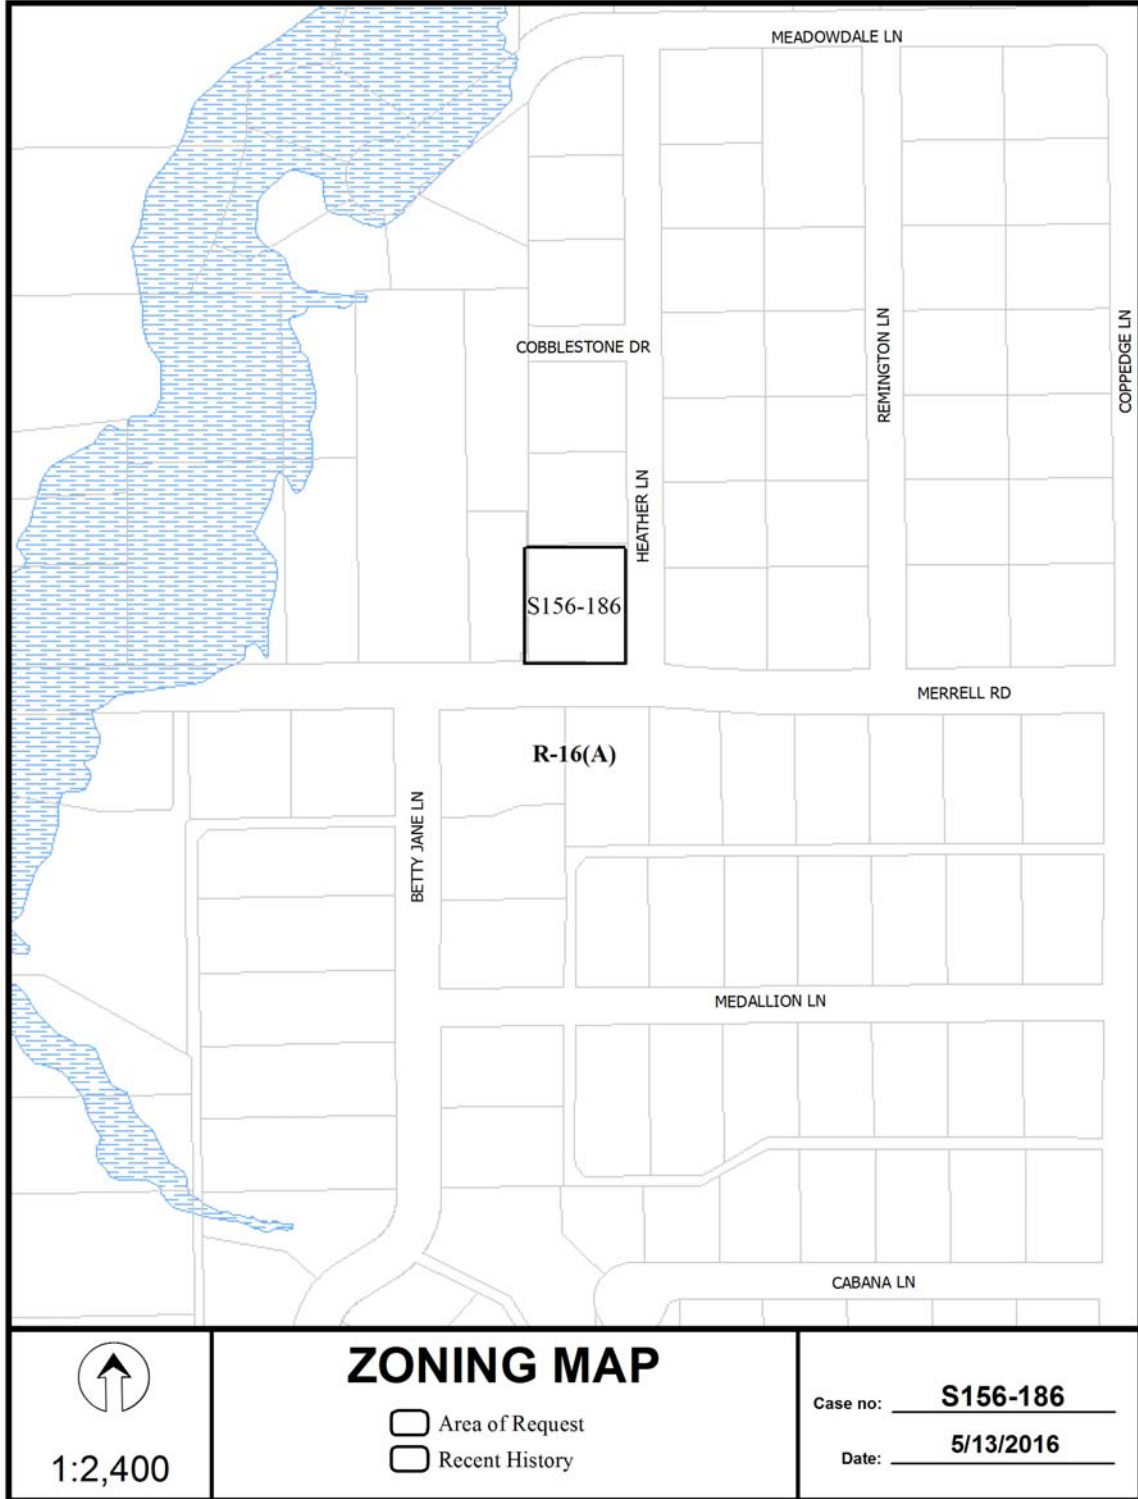 MEADOWDALE LN
COBBLESTONE DR
REMINGTON LN
COPPEDGE LN
HEATHER LN
S156-186
MERRELL RD
R-16(A)
BETTY JANE LN
MEDALLION LN
CABANA LN
1:2,400
ZONING MAP
Area of Request
Recent History
Case no: S156-186
Date: 5/13/2016